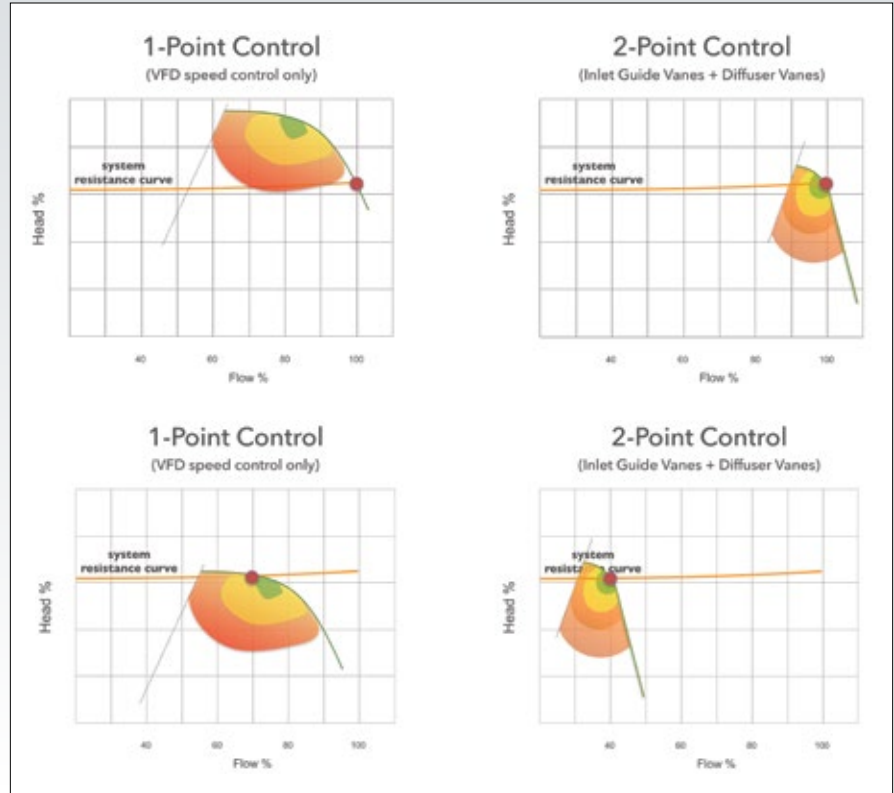 1-Point Control
(VFD speed control only)
system
resistance curve
Head %
40 60 80 100
Flow %
2-Point Control
(Inlet Guide Vanes + Diffuser Vanes)
system
resistance curve
Head %
40 60 80 100
Flow %
1-Point Control
(VFD speed control only)
system
resistance curve
Head %
40 60 80 100
Flow %
2-Point Control
(Inlet Guide Vanes + Diffuser Vanes)
system
resistance curve
Head %
40 60 80 100
Flow %